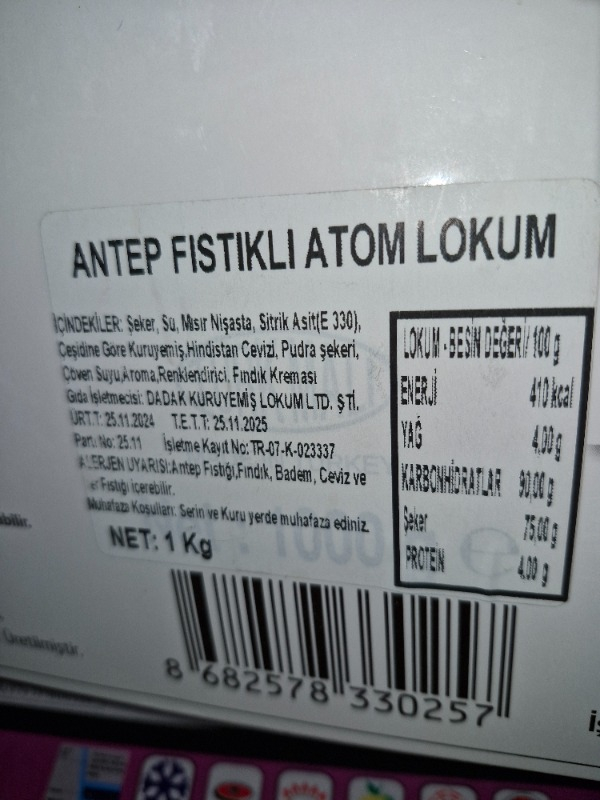 ANTEP FISTIKLI ATOM LOKUM
İÇİNDEKİLER: Şeker, Su, Mısır Nişasta, Sitrik Asit(E 330),
Çeşidine Göre Kuruyemiş,Hindistan Cevizi, Pudra şekeri,
Çöven Suyu,Aroma,Renklendirici, Fındık Kreması
Gıda İşletmecisi: DADAK KURUYEMİŞ LOKUM LTD. ŞTİ.
ÜRT.T: 25.11.2024 T.E.T.T: 25.11.2025
Part. No: 25.11 İşletme Kayıt No: TR-07-K-023337
ALERJEN UYARISI:Antep Fıstığı,Fındık, Badem, Ceviz ve
Fıstığı içerebilir.
Muhafaza Koşulları: Serin ve Kuru yerde muhafaza ediniz.
NET: 1 Kg
LOKUM - BESİN DEĞERİ/ 100 g
ENERJİ 410 kcal
YAĞ 4,00 g
KARBONHİDRATLAR 90,00 g
Şeker 75,00 g
PROTEİN 4,00 g
8 682578 330257
Üretilmiştir.